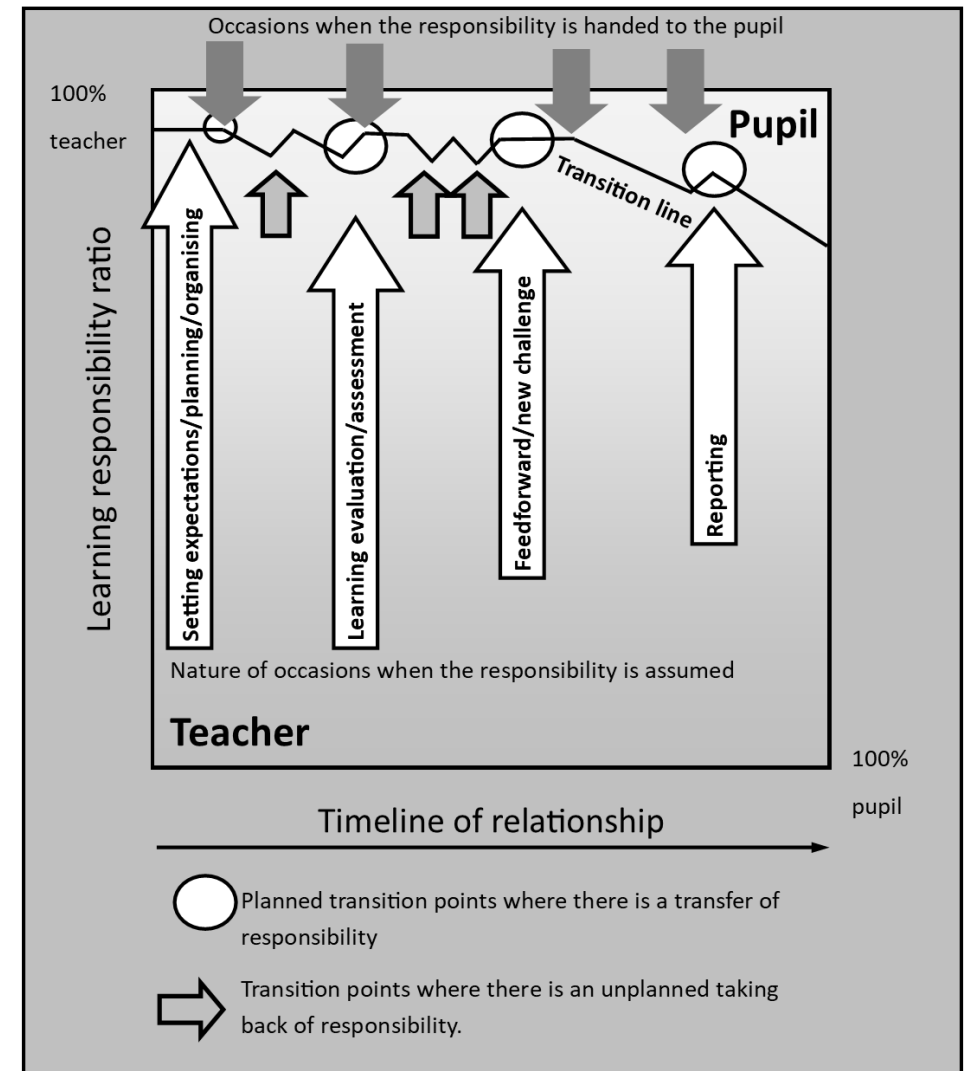 Occasions when the responsibility is handed to the pupil
100%
teacher
Pupil
Transition line
Learning responsibility ratio
Setting expectations/planning/organising
Learning evaluation/assessment
Feedforward/new challenge
Reporting
Nature of occasions when the responsibility is assumed
Teacher
100%
pupil
Timeline of relationship
Planned transition points where there is a transfer of
responsibility
Transition points where there is an unplanned taking
back of responsibility.